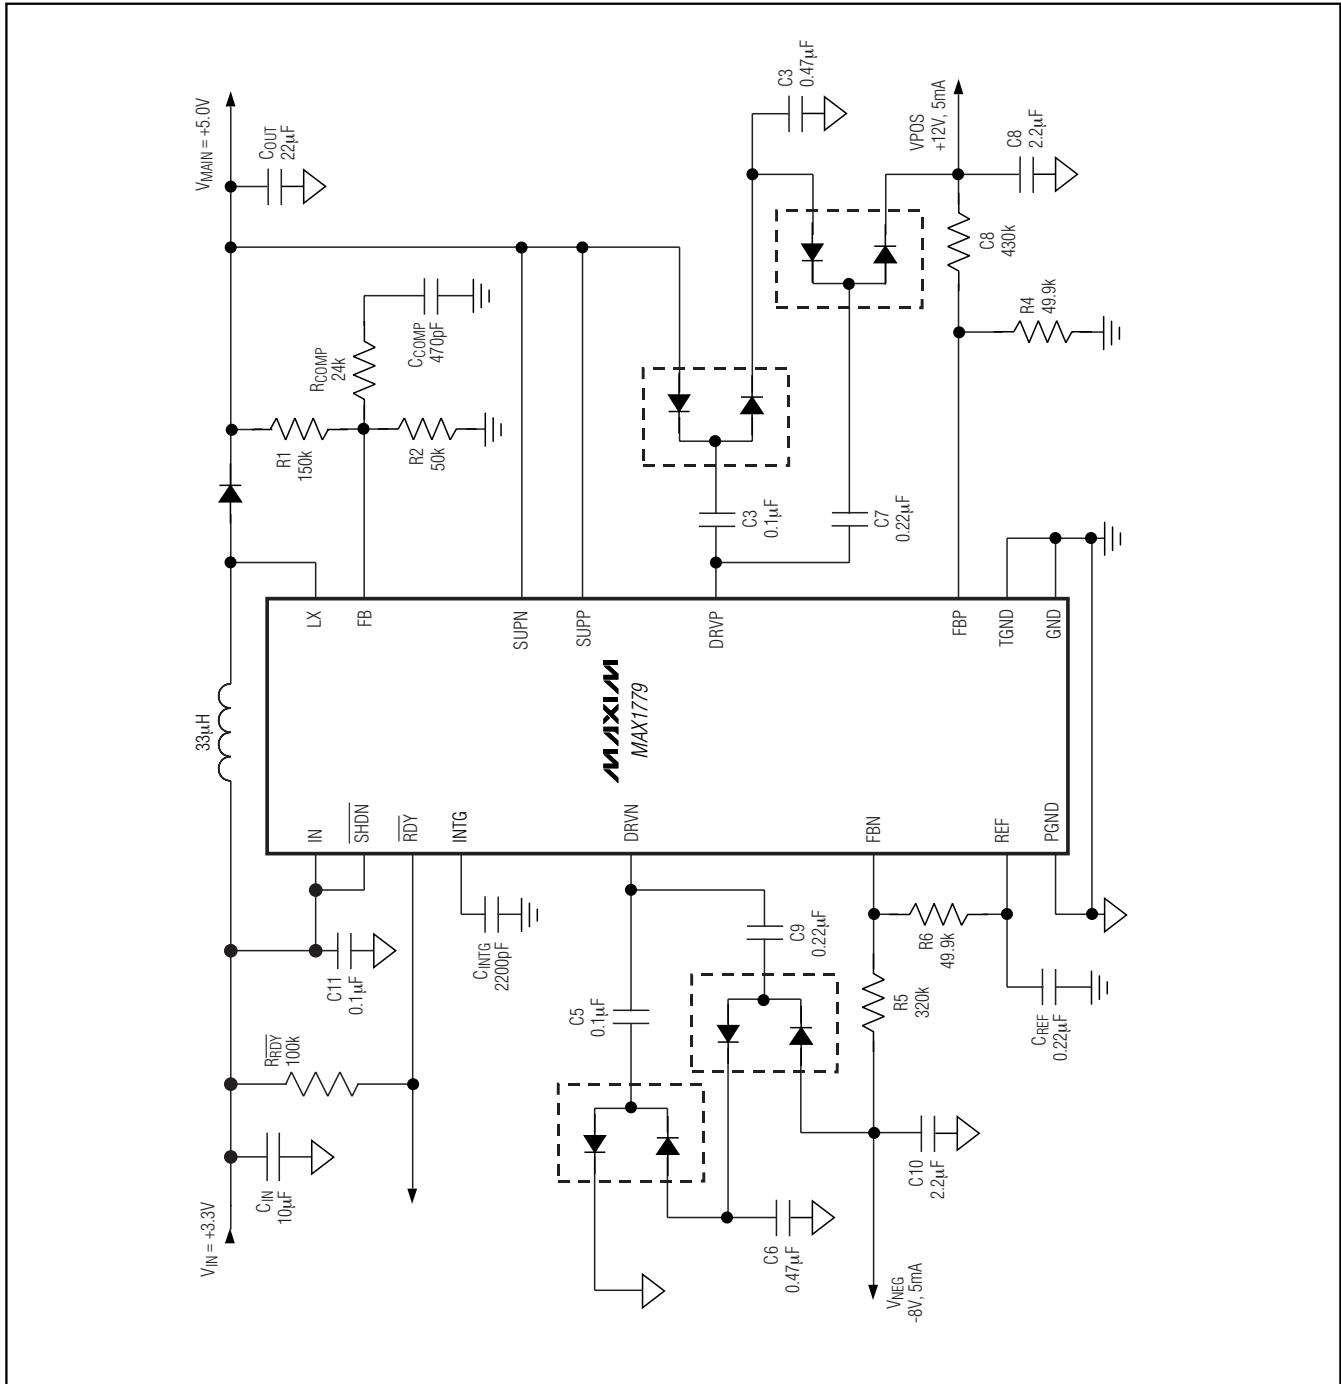 VIN = +3.3V
CIN
10µF
RRDY
100k
C11
0.1µF
33µH
VMAIN = +5.0V
COUT
22µF
R1
150k
RCOMP
24k
CCOMP
470pF
R2
50k
IN
SHDN
RDY
INTG
DRVN
FBN
REF
PGND
LX
FB
SUPN
SUPP
DRVP
FBP
TGND
GND
MAXIM
MAX1779
CINTG
2200pF
C5
0.1µF
C9
0.22µF
C6
0.47µF
R5
320k
R6
49.9k
CREF
0.22µF
C10
2.2µF
VNEG
-8V, 5mA
C3
0.1µF
C7
0.22µF
C3
0.47µF
VPOS
+12V, 5mA
C8
2.2µF
C8
430k
R4
49.9k